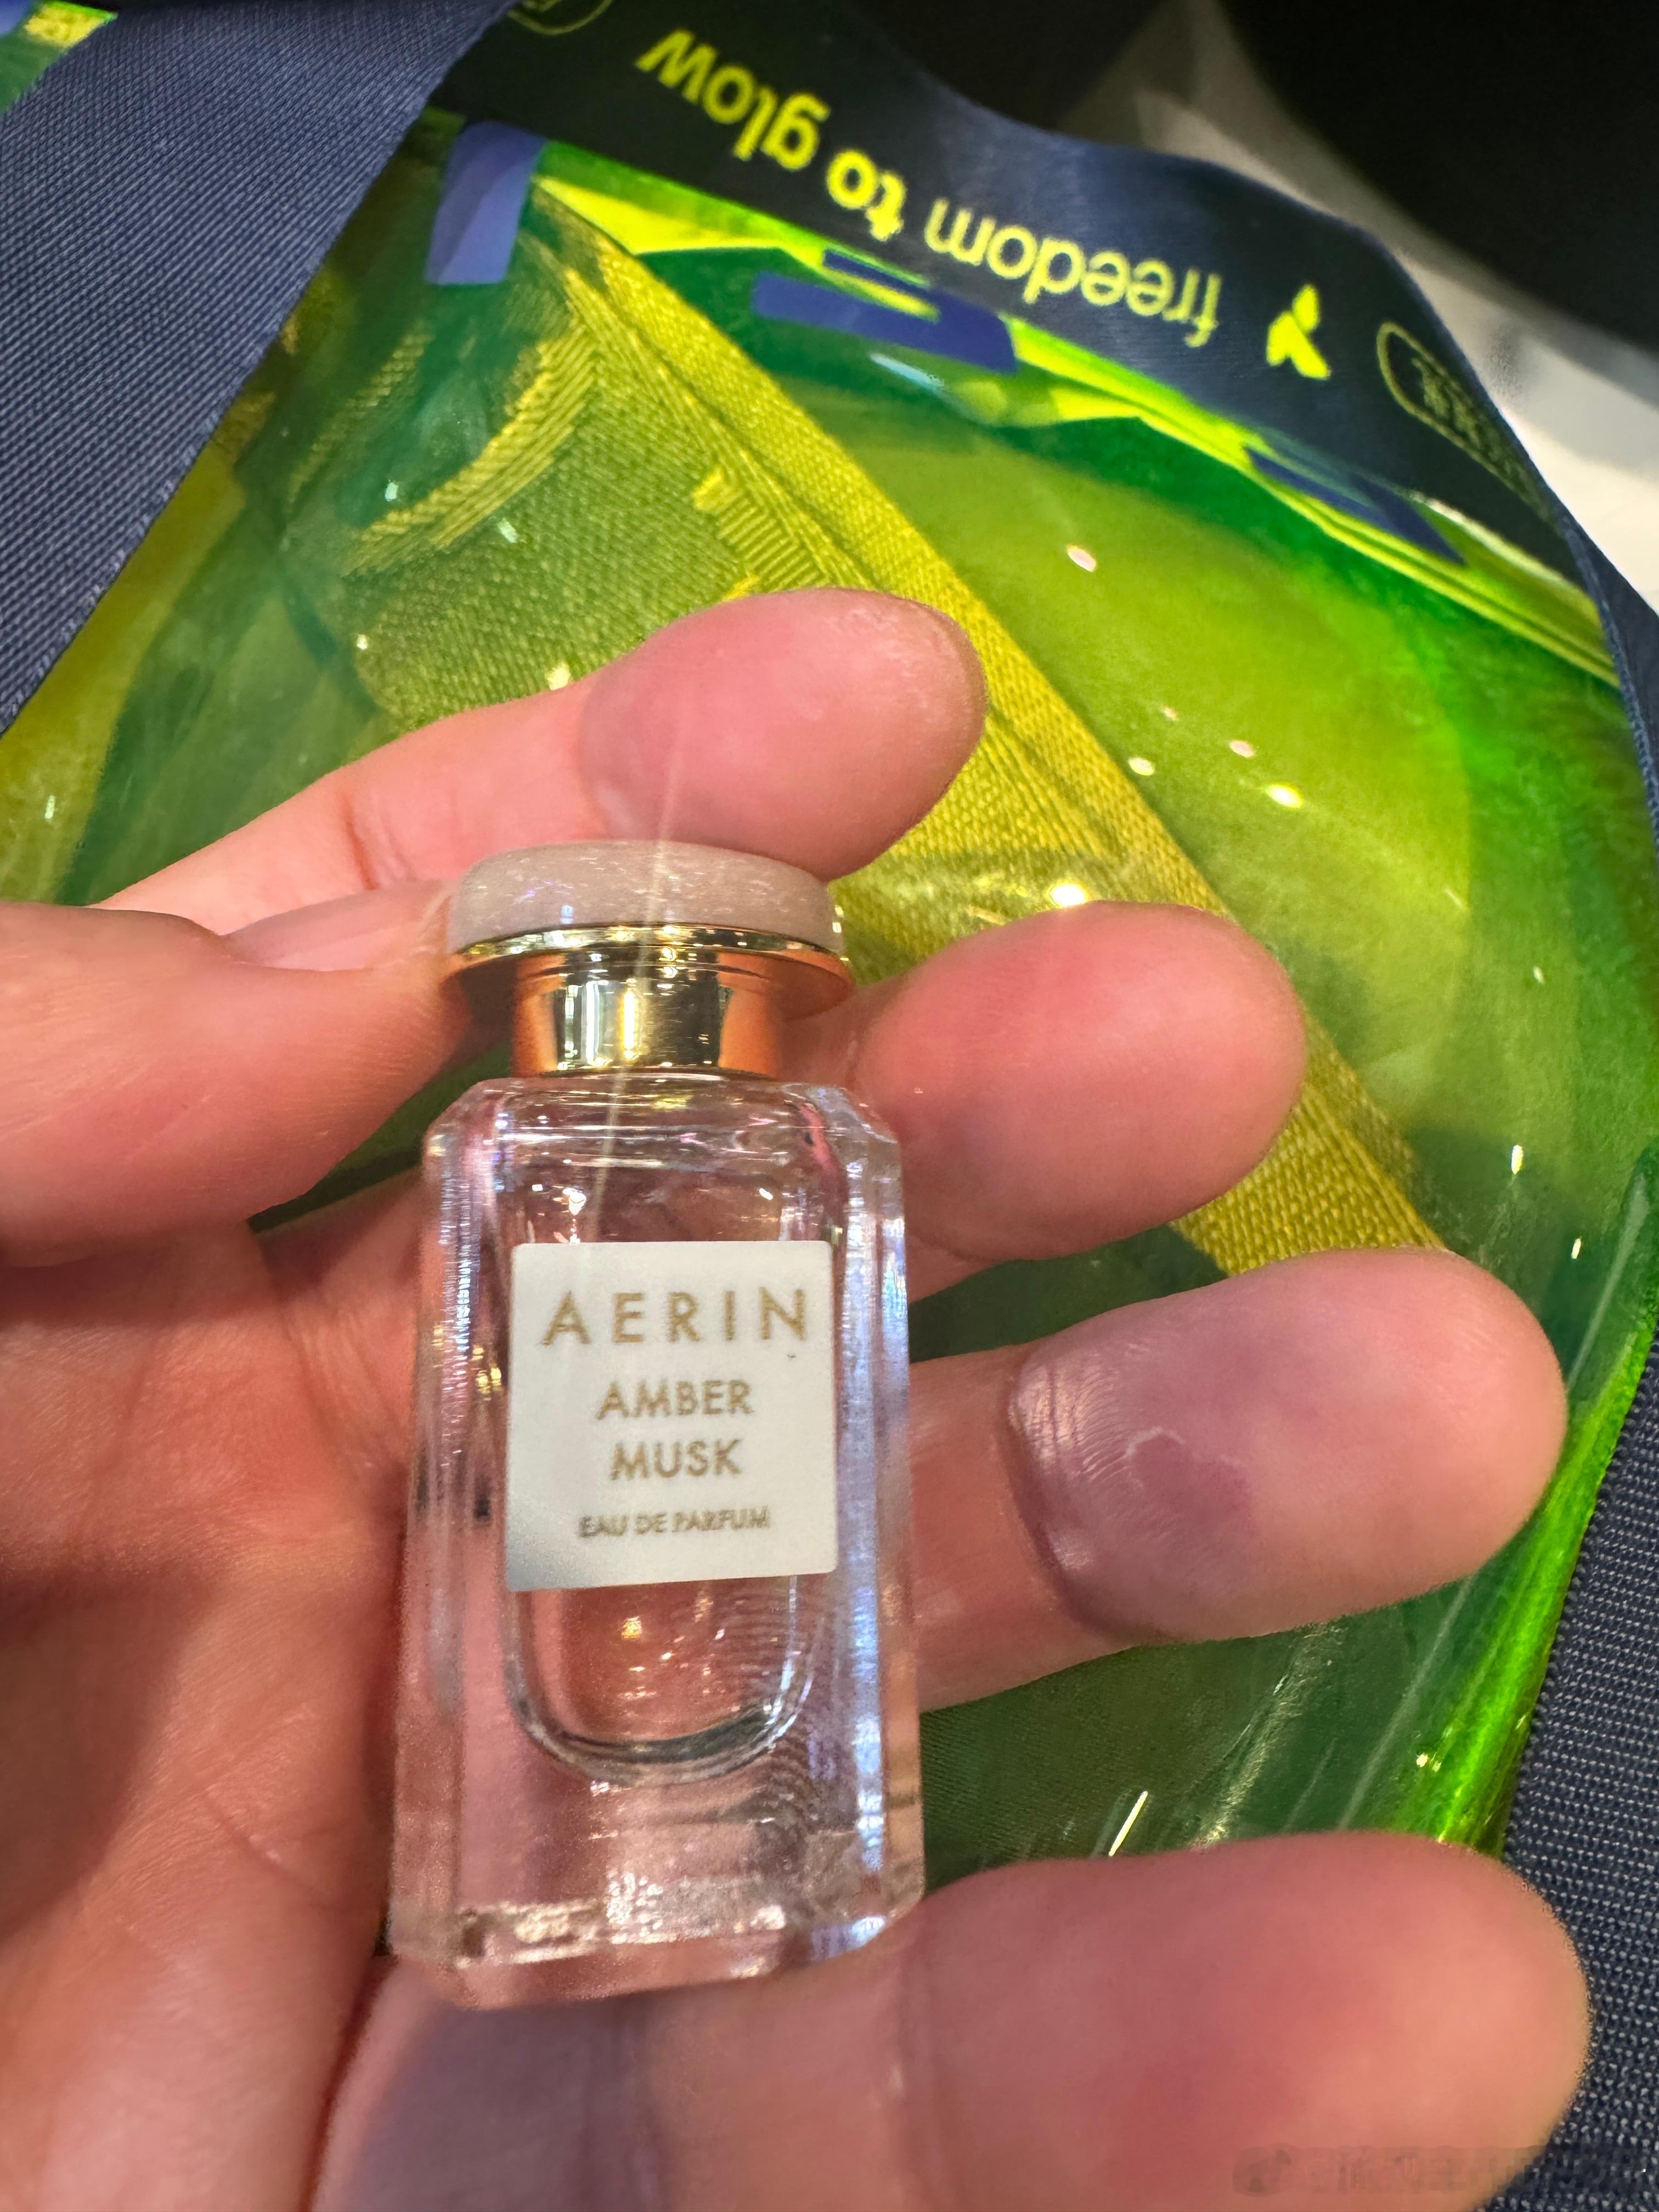 freedom to glow
AERIN
AMBER
MUSK
EAU DE PARFUM